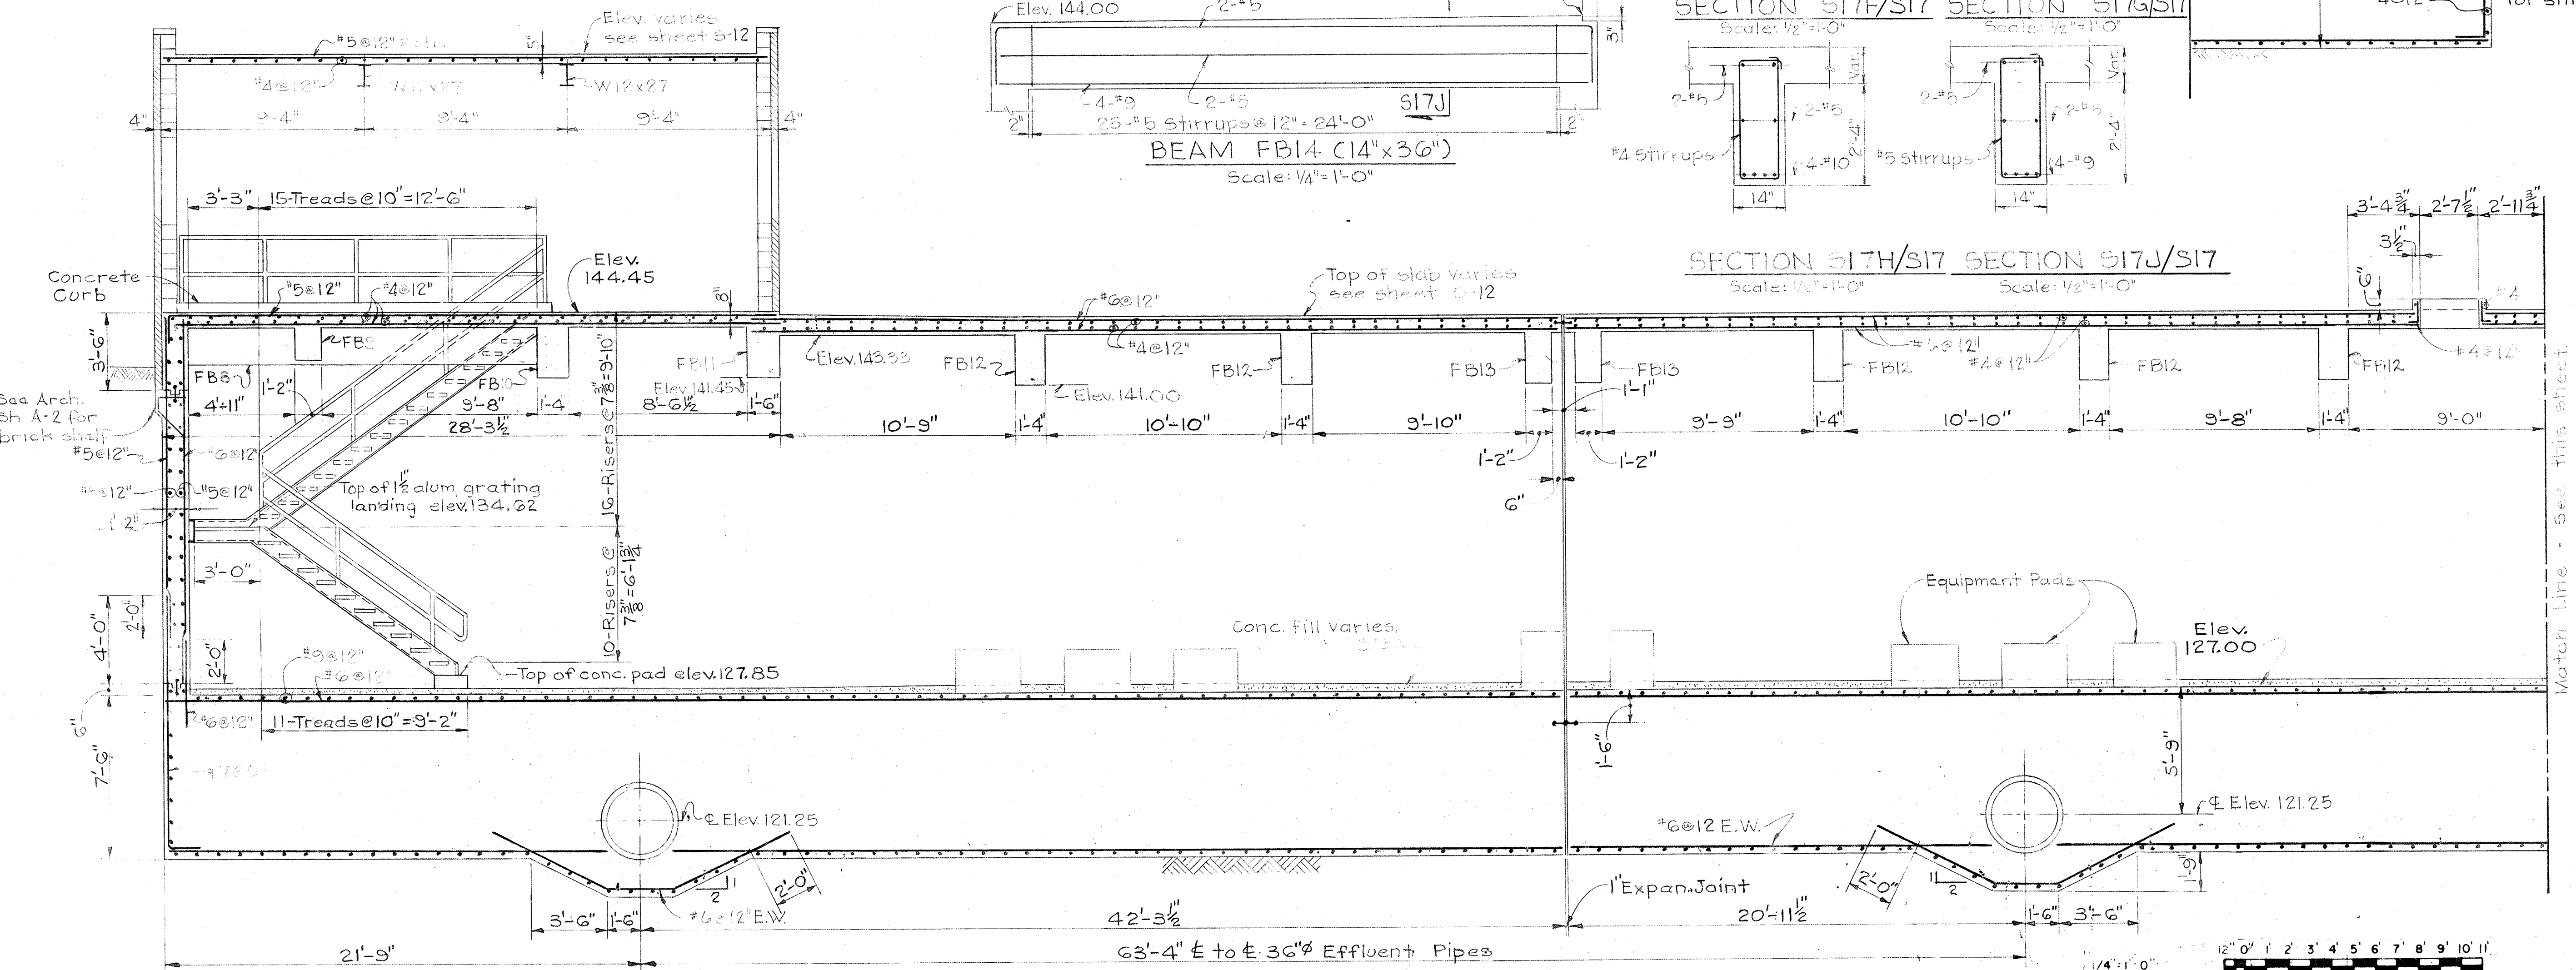 Elev. varies
see sheet S-12
#5@12"
5"
#4@12"
W12x27
W12x27
4"
9'-4"
9'-4"
9'-4"
4"
Elev. 144.00
2-#5
3"
4-#9
2-#5
S17J
2"
25-#5 Stirrups@12"=24'-0"
2"
BEAM FB14 (14"x36")
Scale: 1/4"=1'-0"
SECTION S17F/S17
Scale: 1/2"=1'-0"
SECTION S17G/S17
Scale: 1/2"=1'-0"
Var.
2-#5
2-#5
2'-4"
#4 Stirrups
4-#10
14"
Var.
2-#5
2-#5
2'-4"
#5 Stirrups
4-#9
14"
SECTION S17H/S17
Scale: 1/2"=1'-0"
SECTION S17J/S17
Scale: 1/2"=1'-0"
3'-4 3/4"
2'-7 1/2"
2'-11 3/4"
3 1/2"
6"
#4
3'-3"
15-Treads@10"=12'-6"
Concrete
Curb
#5@12"
#4@12"
Elev.
144.45
8"
#6@12"
Top of slab varies
see sheet S-12
3'-6"
FB9
FB8
1'-2"
FB10
FB11
Elev. 143.33
Elev. 141.45
FB12
#4@12"
Elev. 141.00
FB12
FB13
FB13
1'-1"
#6@12"
#4@12"
FB12
FB12
FB12
#4@12"
See Arch.
sh. A-2 for
brick shelf
4'-11"
9'-8"
1'-4
8'-6 1/2"
1'-6"
28'-3 1/2"
10'-9"
1'-4"
10'-10"
1'-4"
9'-10"
1'-2"
1'-2"
6"
9'-9"
1'-4"
10'-10"
1'-4"
9'-8"
1'-4"
9'-0"
#5@12"
#6@12"
#5@12"
Top of 1 1/2" alum. grating
landing elev. 134.62
16-Risers@7 3/8"=9'-10"
10-Risers @
7 3/8"=6'-1 3/4"
3'-0"
4'-0"
2'-0"
2'-0"
#9@12"
#6@12"
Top of conc. pad elev. 127.85
#6@12"
11-Treads@10"=9'-2"
6"
7'-6"
Conc. fill varies,
Equipment Pads
Elev.
127.00
Match Line - See this sheet.
1'-6"
5'-9"
℄ Elev. 121.25
℄ Elev. 121.25
#6@12 E.W.
1
2
2'-0"
#6@12" E.W.
3'-6"
1'-6"
42'-3 1/2"
1" Expan. Joint
2'-0"
1
2
1'-9"
20'-11 1/2"
1'-6"
3'-6"
21'-9"
63'-4" ℄ to ℄ 36"ø Effluent Pipes
12" 0" 1' 2' 3' 4' 5' 6' 7' 8' 9' 10' 11'
1/4"=1'-0"